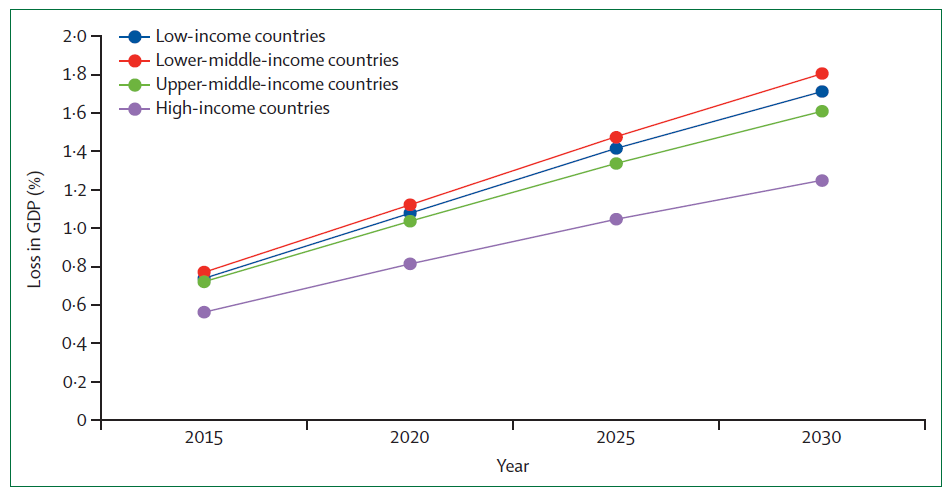 2·0
1·8
1·6
1·4
1·2
1·0
0·8
0·6
0·4
0·2
0
Loss in GDP (%)
Low-income countries
Lower-middle-income countries
Upper-middle-income countries
High-income countries
2015 2020 2025 2030
Year